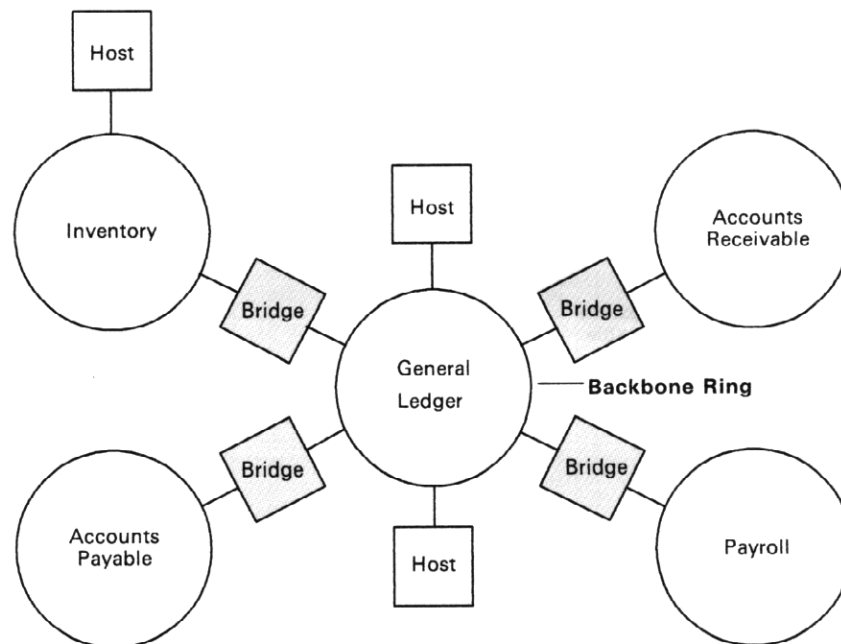 Host
Inventory
Host
Accounts
Receivable
Bridge
Bridge
General
Ledger
Backbone Ring
Bridge
Bridge
Accounts
Payable
Host
Payroll